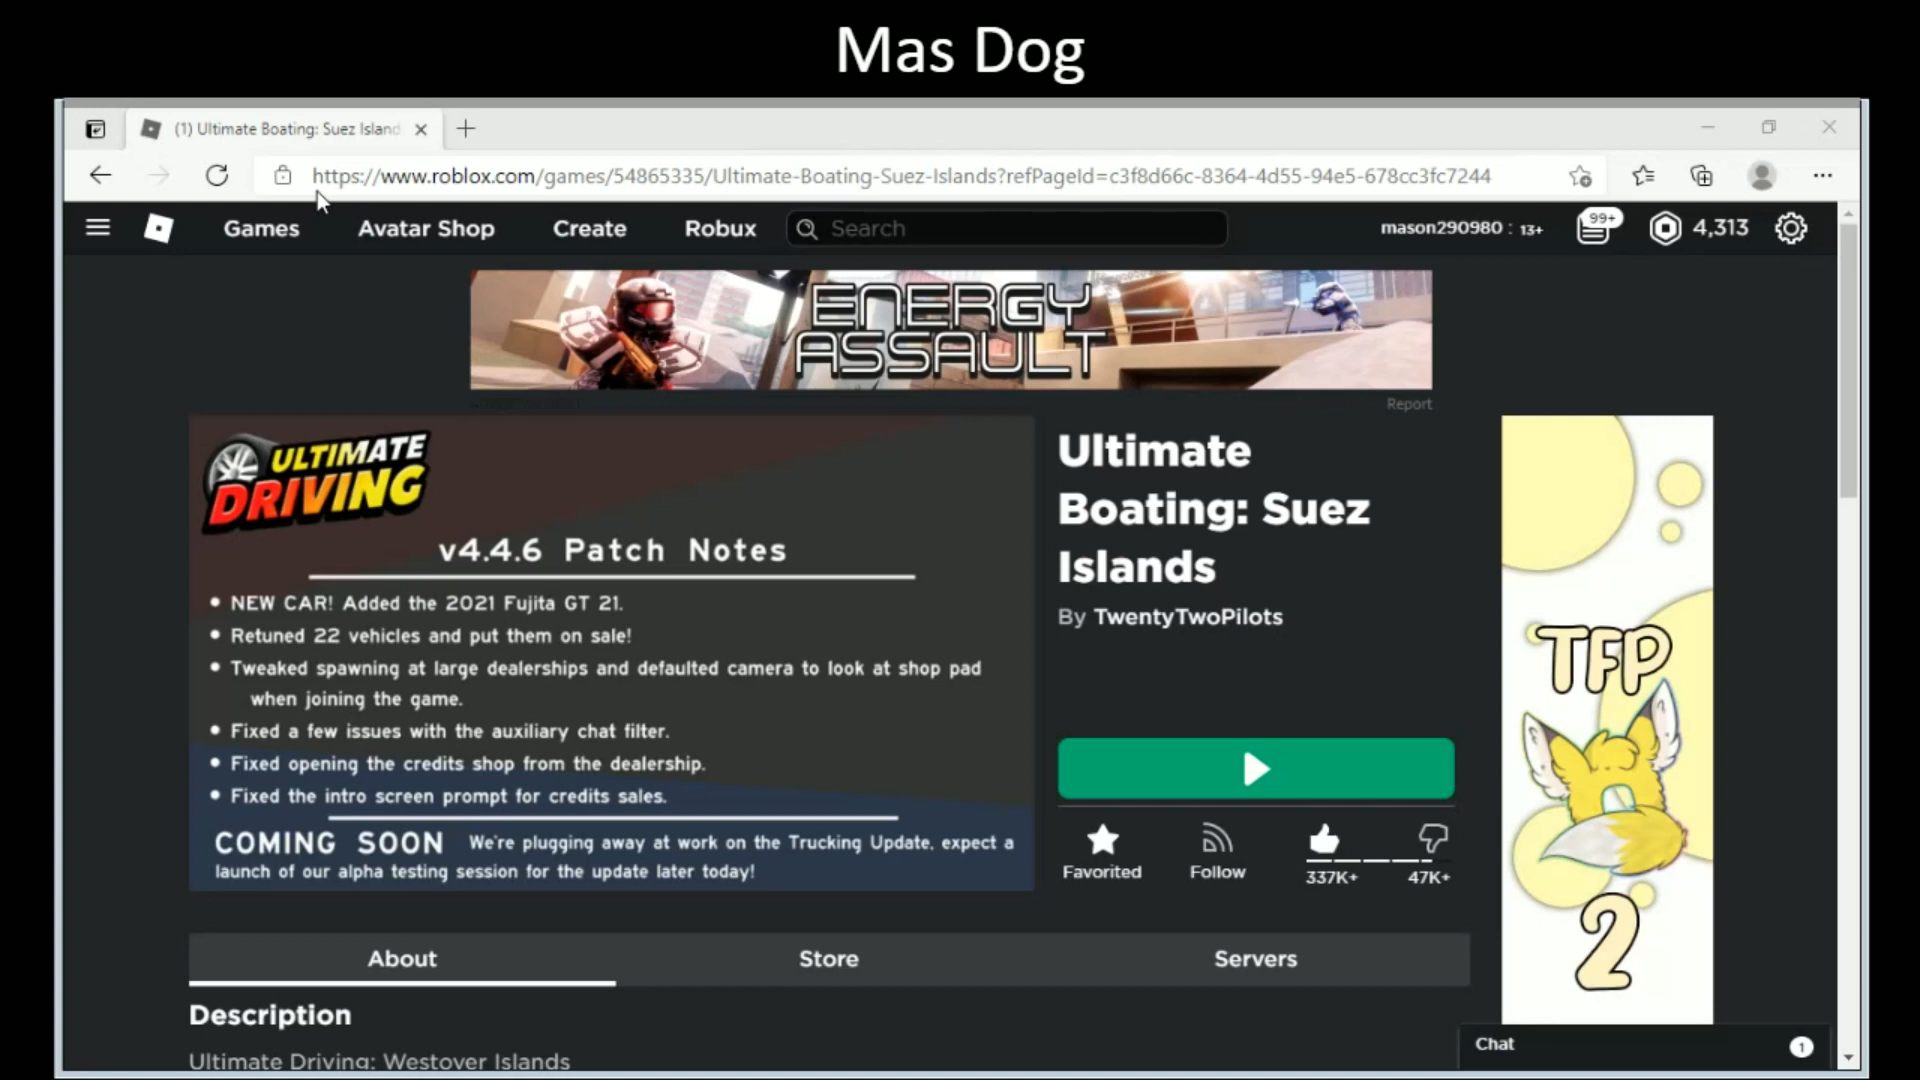 Mas Dog
(1) Ultimate Boating: Suez Island
https://www.roblox.com/games/54865335/Ultimate-Boating-Suez-Islands?refPageId=c3f8d66c-8364-4d55-94e5-678cc3fc7244
Games Avatar Shop Create Robux Search mason290980 : 13+ 99+ 4,313
ENERGY
ASSAULT
Report
ULTIMATE
DRIVING
v4.4.6 Patch Notes
• NEW CAR! Added the 2021 Fujita GT 21.
• Retuned 22 vehicles and put them on sale!
• Tweaked spawning at large dealerships and defaulted camera to look at shop pad
when joining the game.
• Fixed a few issues with the auxiliary chat filter.
• Fixed opening the credits shop from the dealership.
• Fixed the intro screen prompt for credits sales.
COMING SOON We're plugging away at work on the Trucking Update, expect a
launch of our alpha testing session for the update later today!
Ultimate
Boating: Suez
Islands
By TwentyTwoPilots
Favorited Follow 337K+ 47K+
TFP
2
About Store Servers
Description
Ultimate Driving: Westover Islands
Chat 1